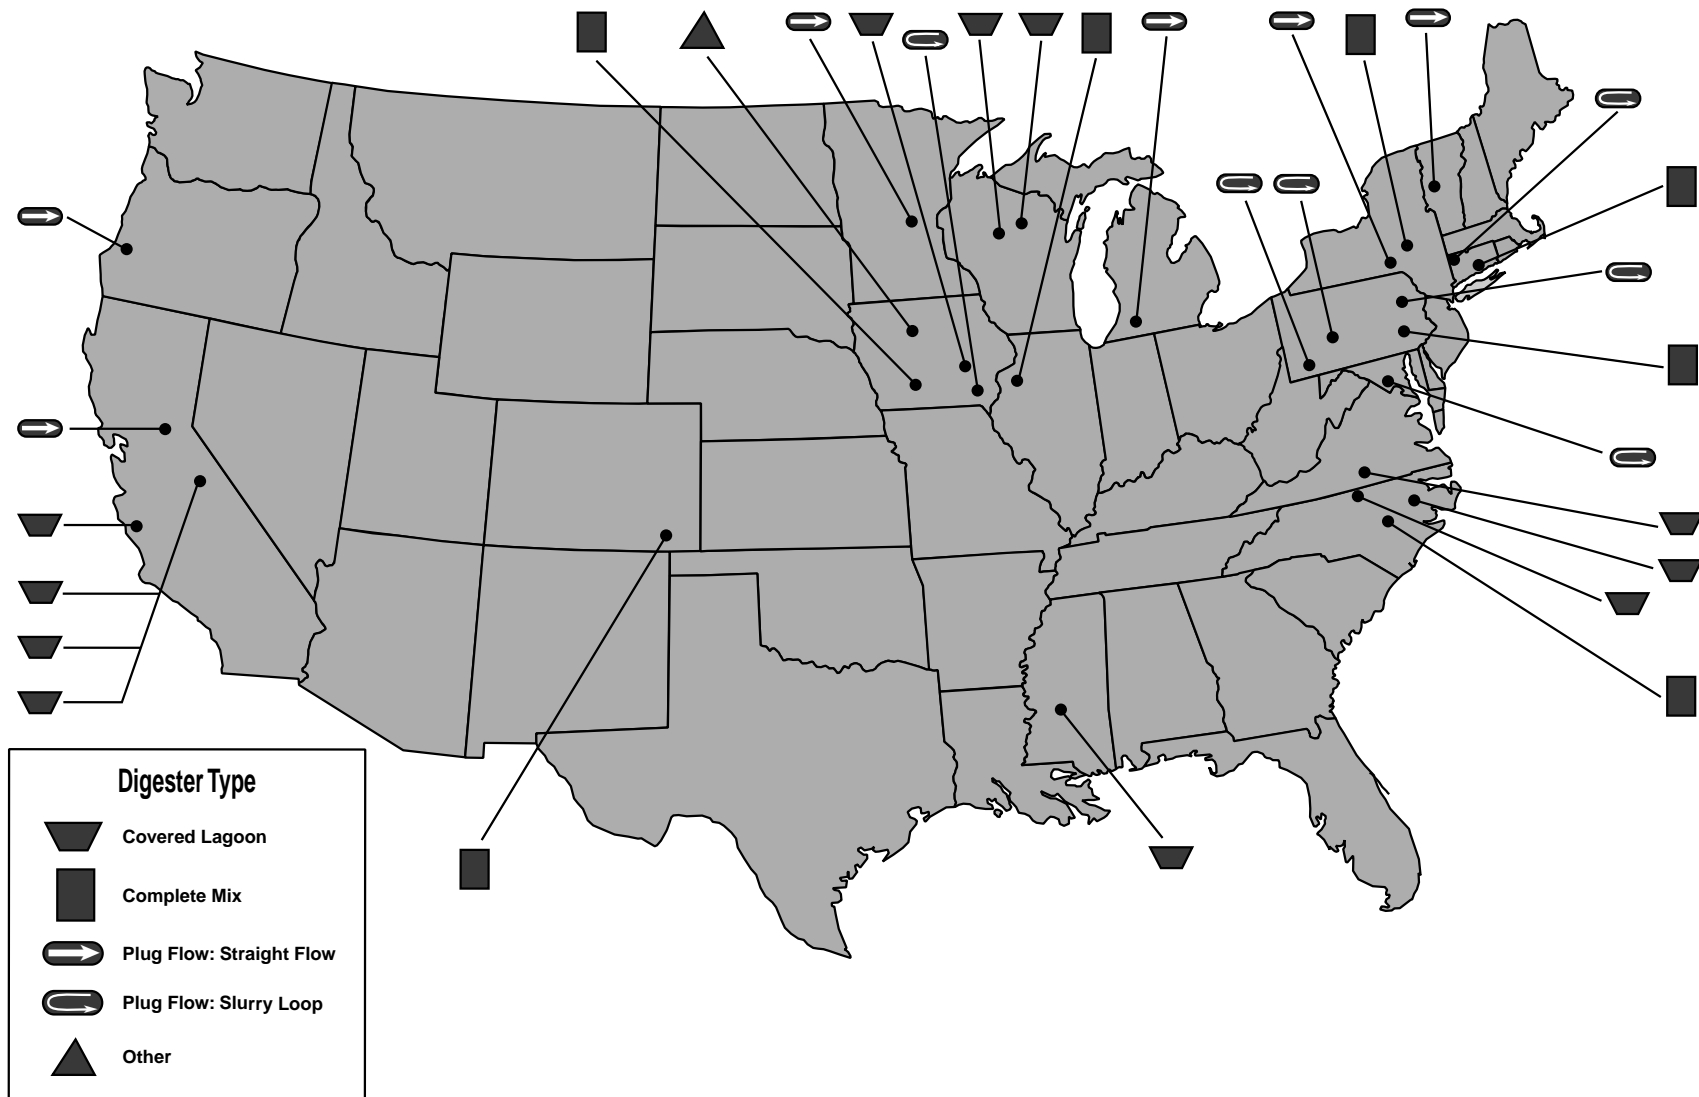 Digester Type
Covered Lagoon
Complete Mix
Plug Flow: Straight Flow
Plug Flow: Slurry Loop
Other